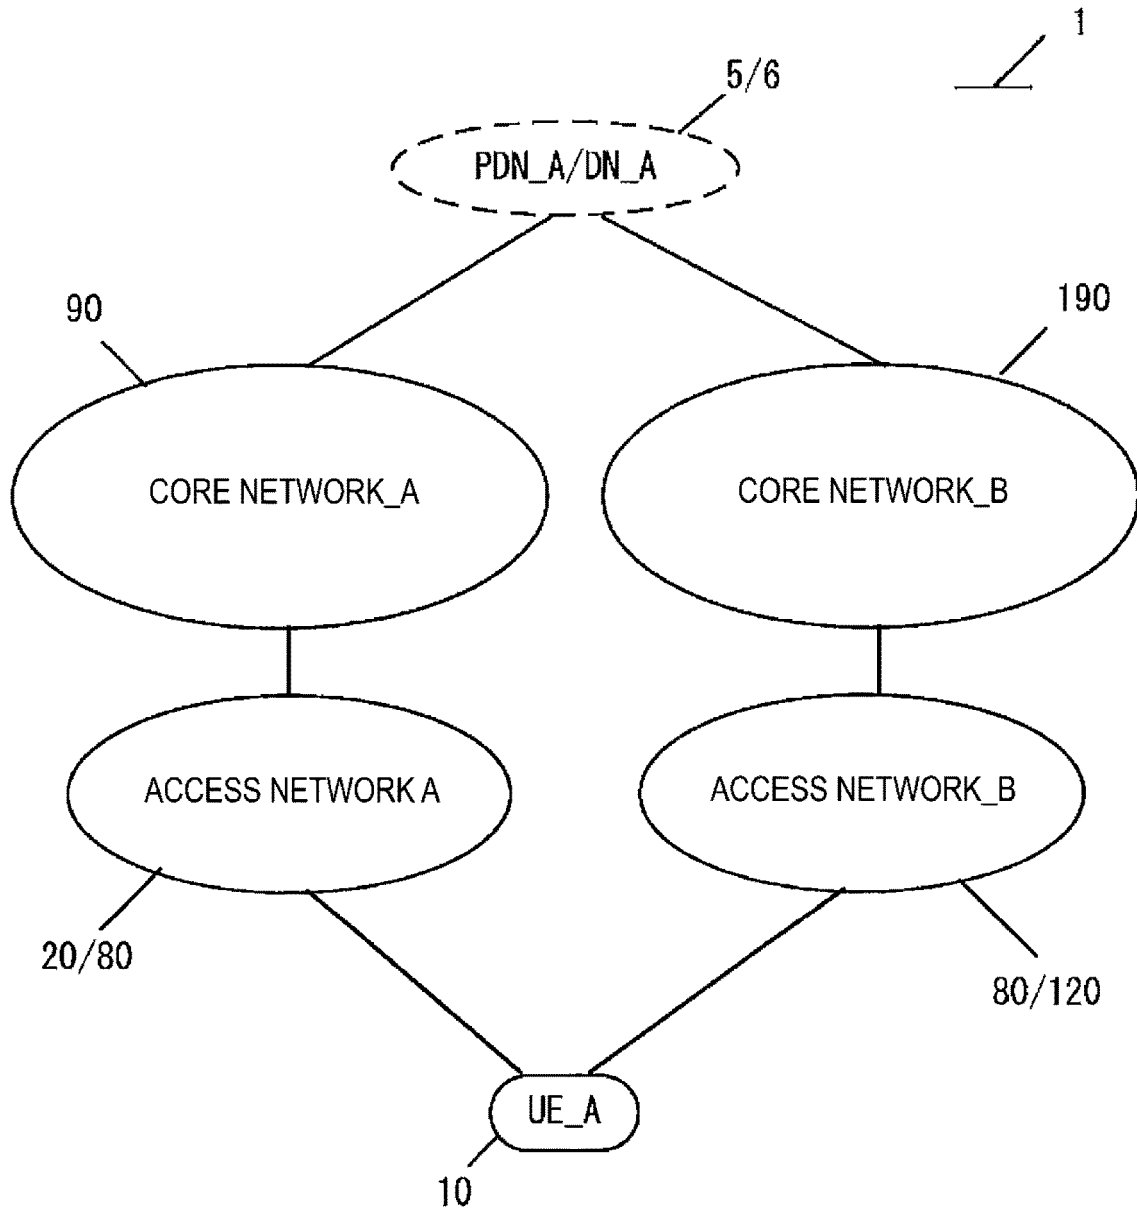 1
5/6
PDN_A/DN_A
90
190
CORE NETWORK_A
CORE NETWORK_B
ACCESS NETWORK A
ACCESS NETWORK_B
20/80
80/120
UE_A
10